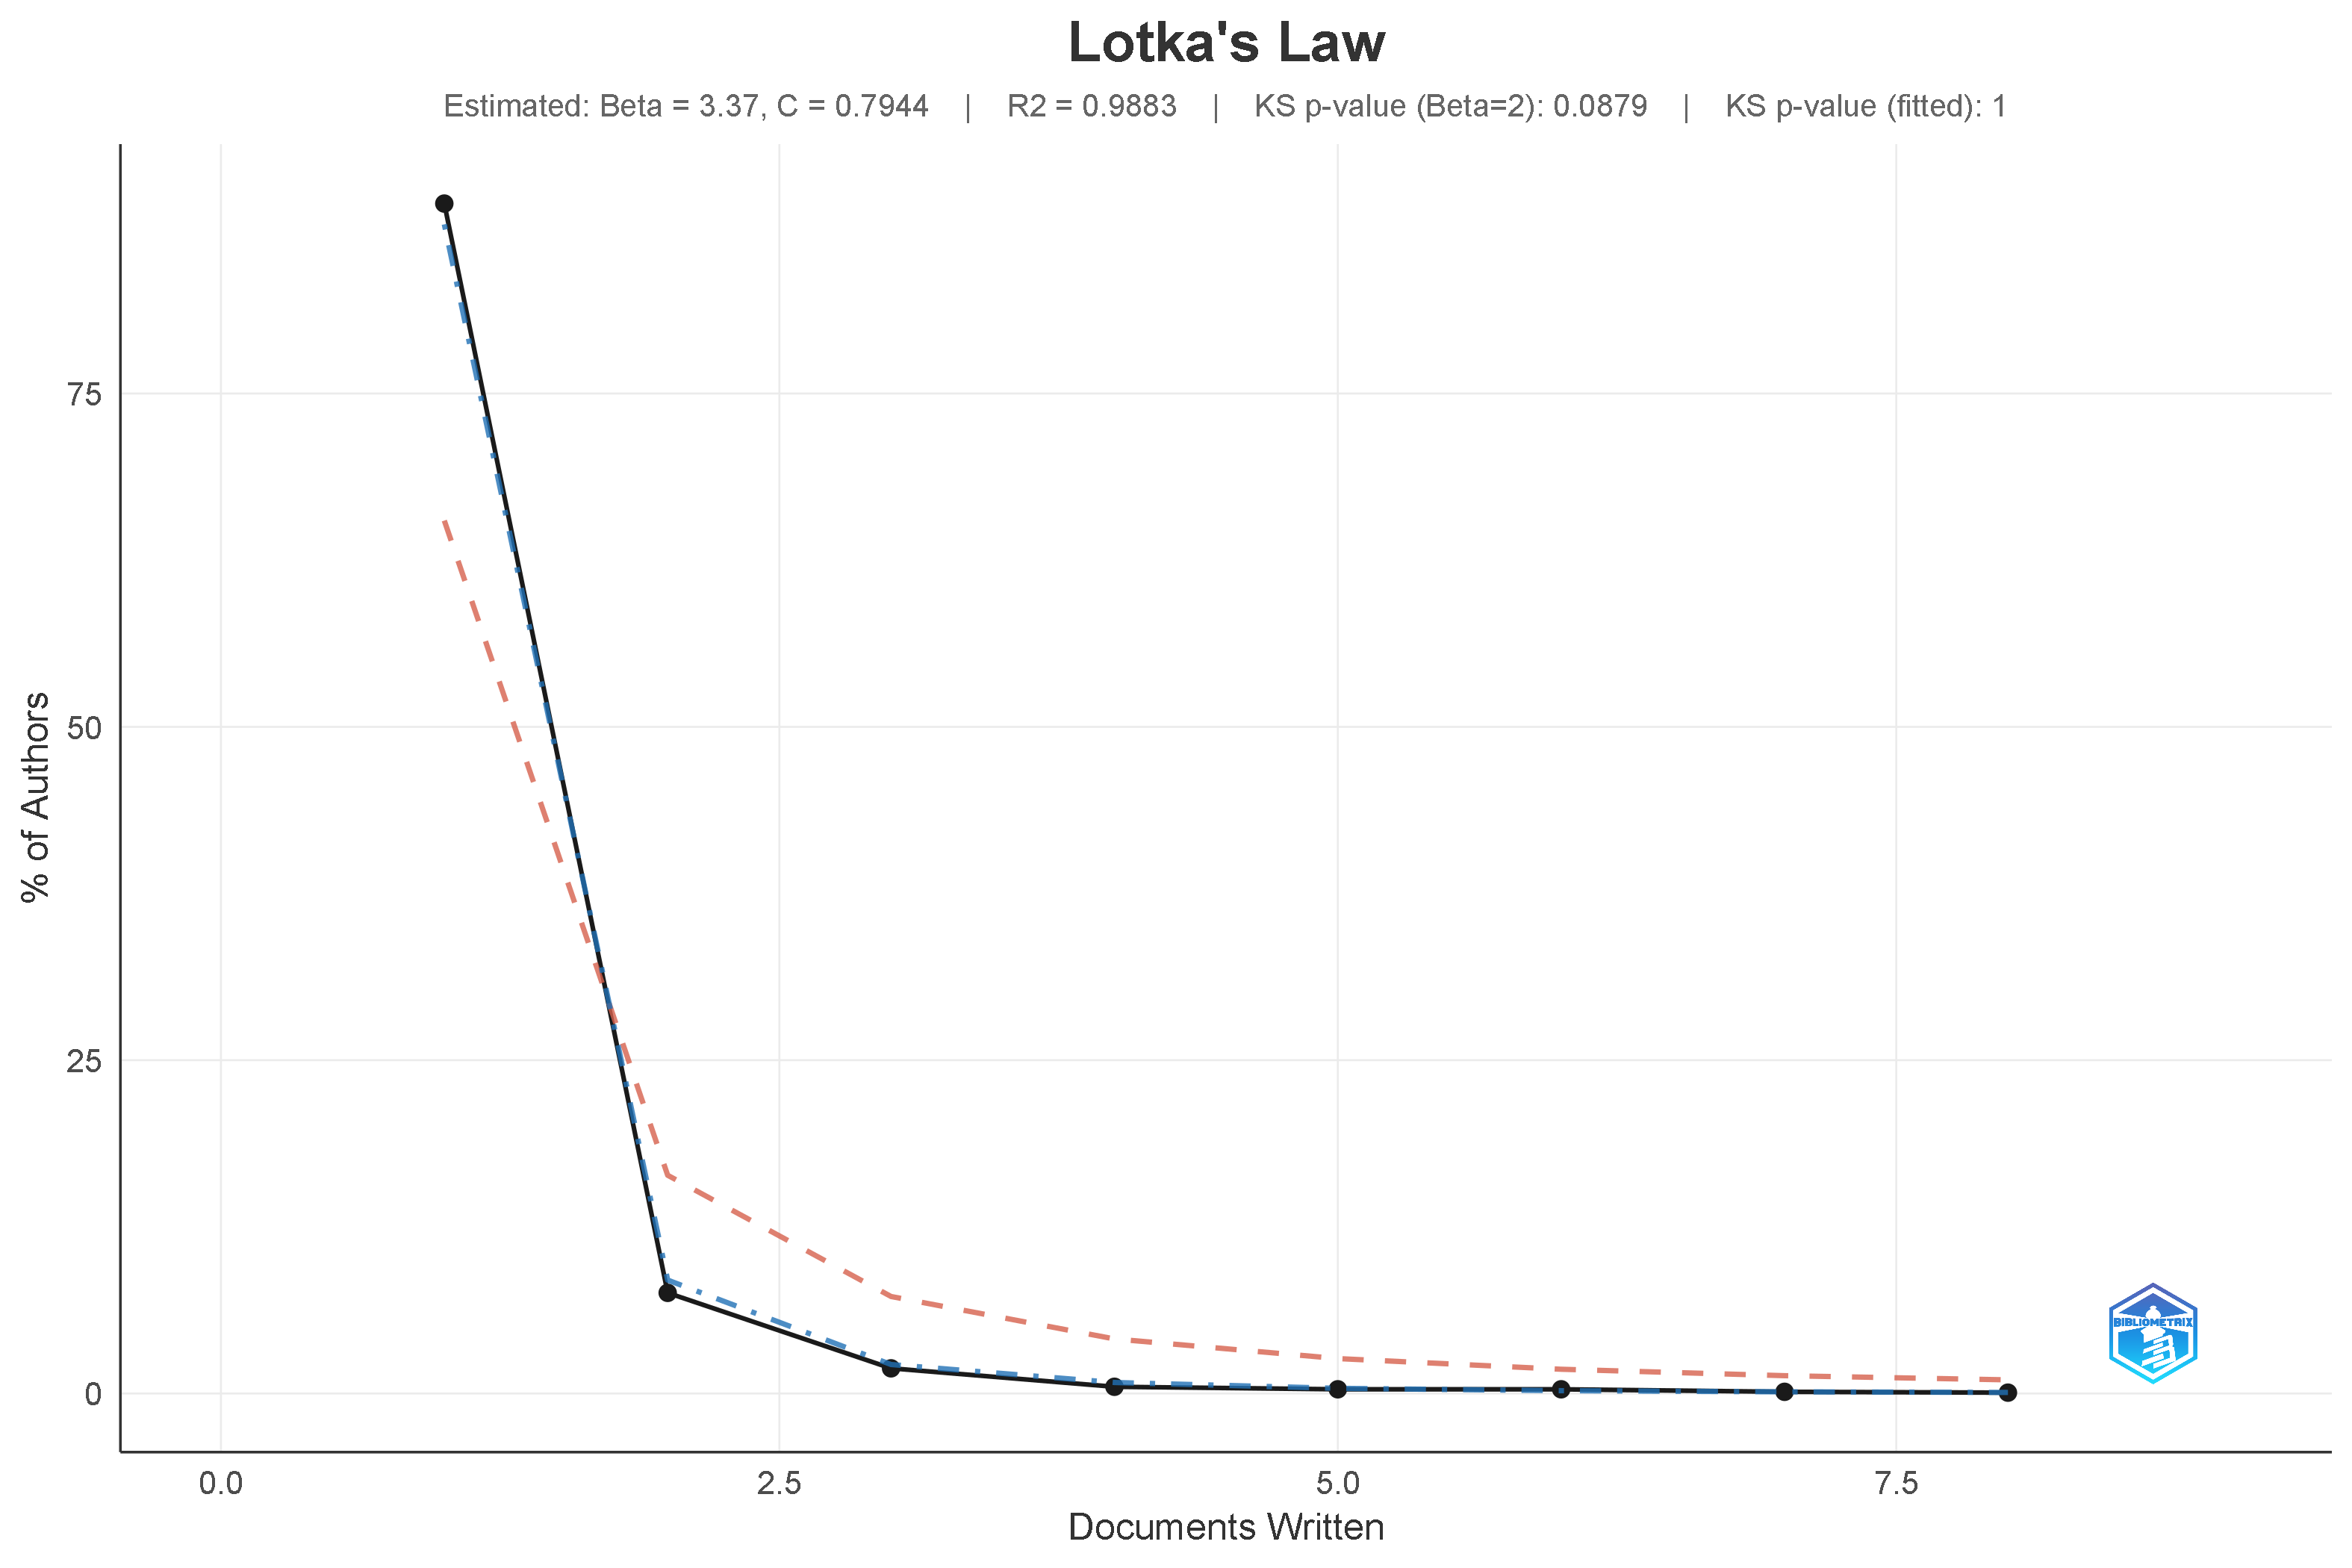 Lotka's Law
Estimated: Beta = 3.37, C = 0.7944 | R2 = 0.9883 | KS p-value (Beta=2): 0.0879 | KS p-value (fitted): 1
% of Authors
75
50
25
0
BIBLIOMETRIX
0.0 2.5 5.0 7.5
Documents Written